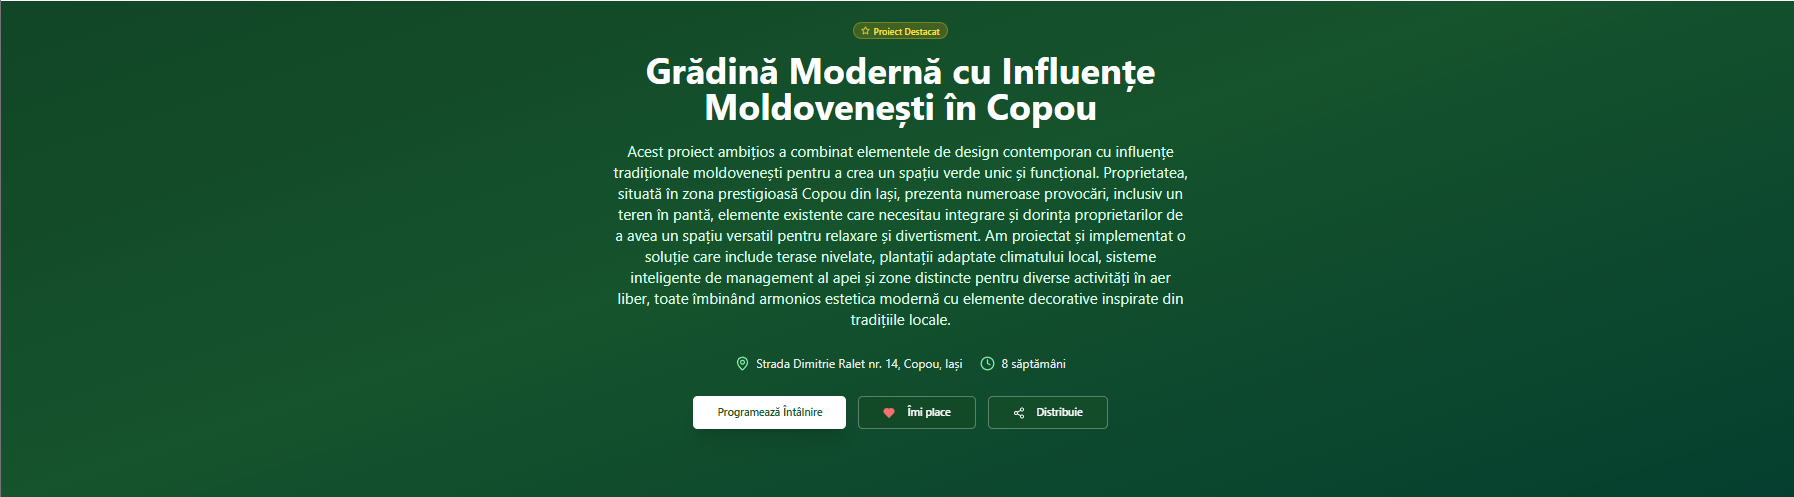 Proiect Destacat
Grădină Modernă cu Influențe
Moldovenești în Copou
Acest proiect ambițios a combinat elementele de design contemporan cu influențe
tradiționale moldovenești pentru a crea un spațiu verde unic și funcțional. Proprietatea,
situată în zona prestigioasă Copou din Iași, prezenta numeroase provocări, inclusiv un
teren în pantă, elemente existente care necesitau integrare și dorința proprietarilor de
a avea un spațiu versatil pentru relaxare și divertisment. Am proiectat și implementat o
soluție care include terase nivelate, plantații adaptate climatului local, sisteme
inteligente de management al apei și zone distincte pentru diverse activități în aer
liber, toate îmbinând armonios estetica modernă cu elemente decorative inspirate din
tradițiile locale.
Strada Dimitrie Ralet nr. 14, Copou, Iași 8 săptămâni
Programează Întâlnire Îmi place Distribuie